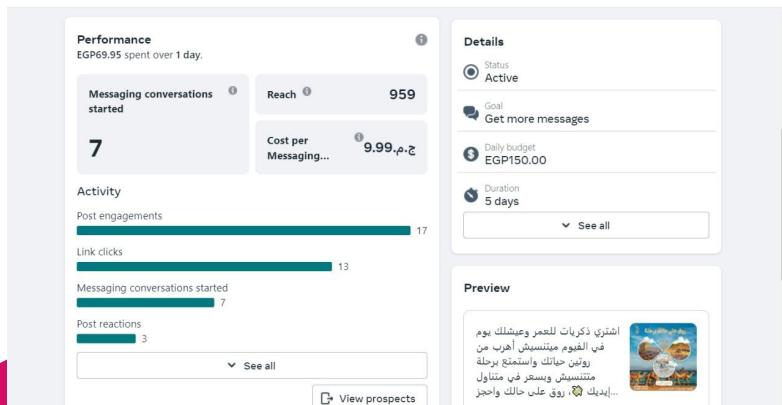 Performance
EGP69.95 spent over 1 day.
Messaging conversations
started
7
Reach
959
Cost per
Messaging...
ج.م.9.99
Activity
Post engagements
17
Link clicks
13
Messaging conversations started
7
Post reactions
3
See all
View prospects
Details
Status
Active
Goal
Get more messages
Daily budget
EGP150.00
Duration
5 days
See all
Preview
اشتري ذكريات للعمر وعيشلك يوم
في الفيوم ميتنسيش أهرب من
روتين حياتك واستمتع برحلة
متتنسيش وبسعر في متناول
إيديك 💸، روق على حالك واحجز...